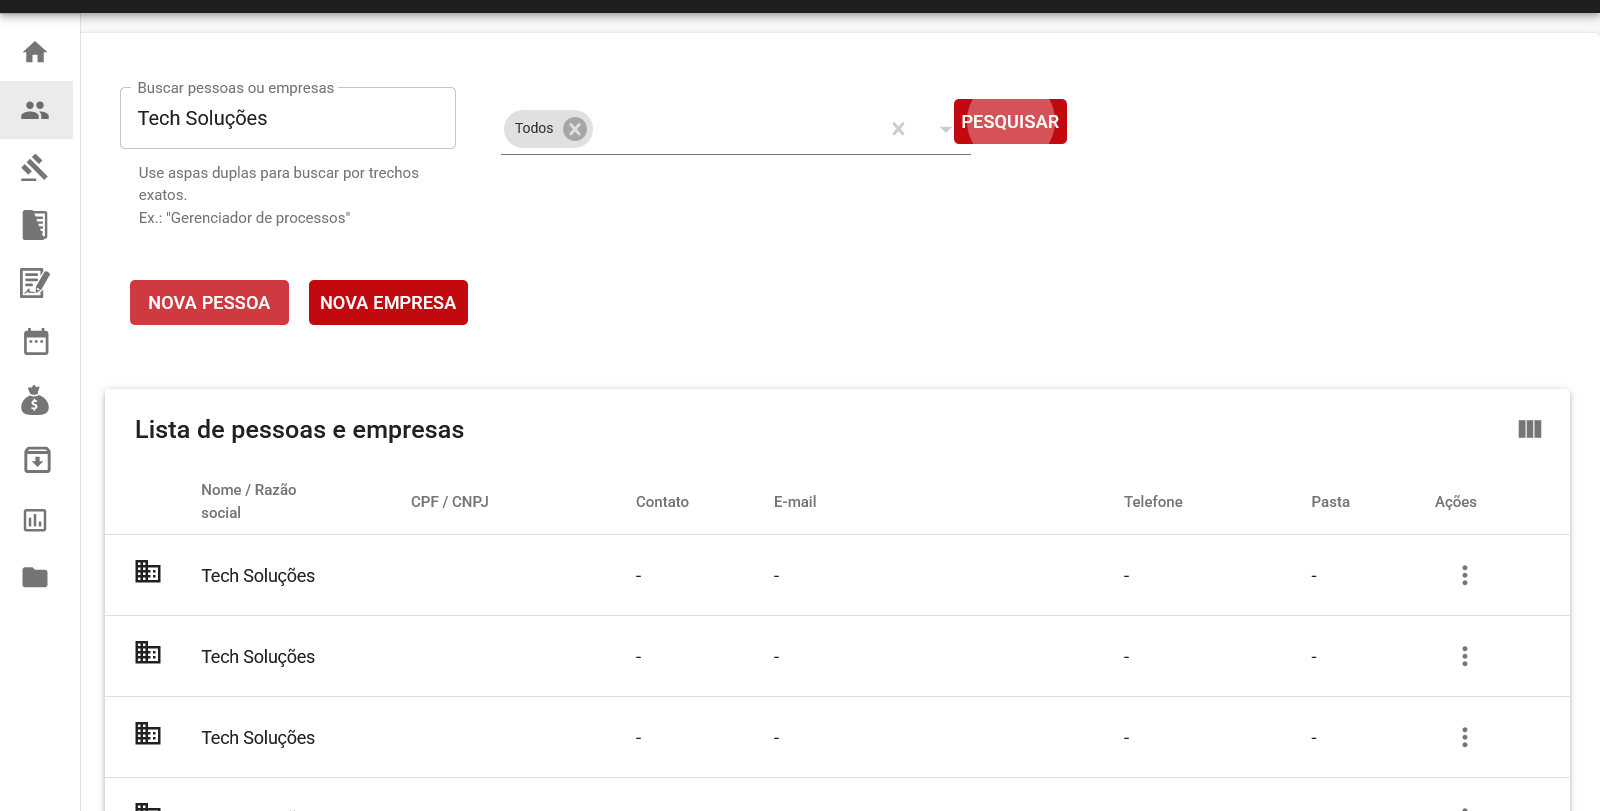 Buscar pessoas ou empresas
Tech Soluções
Todos
PESQUISAR
Use aspas duplas para buscar por trechos
exatos.
Ex.: "Gerenciador de processos"
NOVA PESSOA
NOVA EMPRESA
Lista de pessoas e empresas
Nome / Razão
social
CPF / CNPJ
Contato
E-mail
Telefone
Pasta
Ações
Tech Soluções - - - -
Tech Soluções - - - -
Tech Soluções - - - -